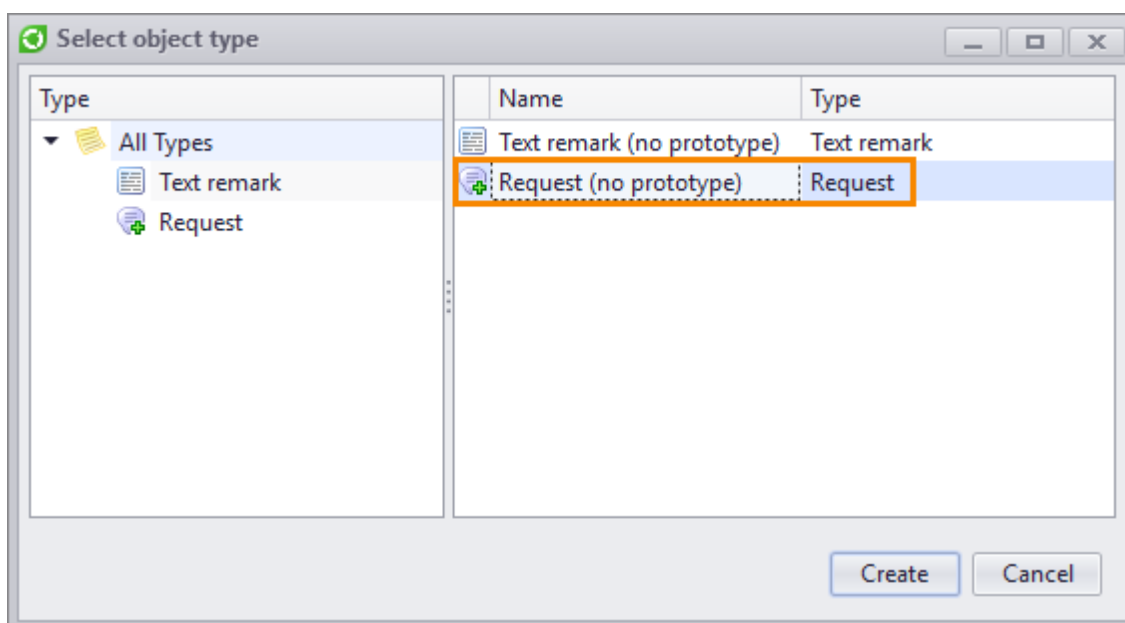 Select object type
Type
All Types
Text remark
Request
Name Type
Text remark (no prototype) Text remark
Request (no prototype) Request
Create Cancel